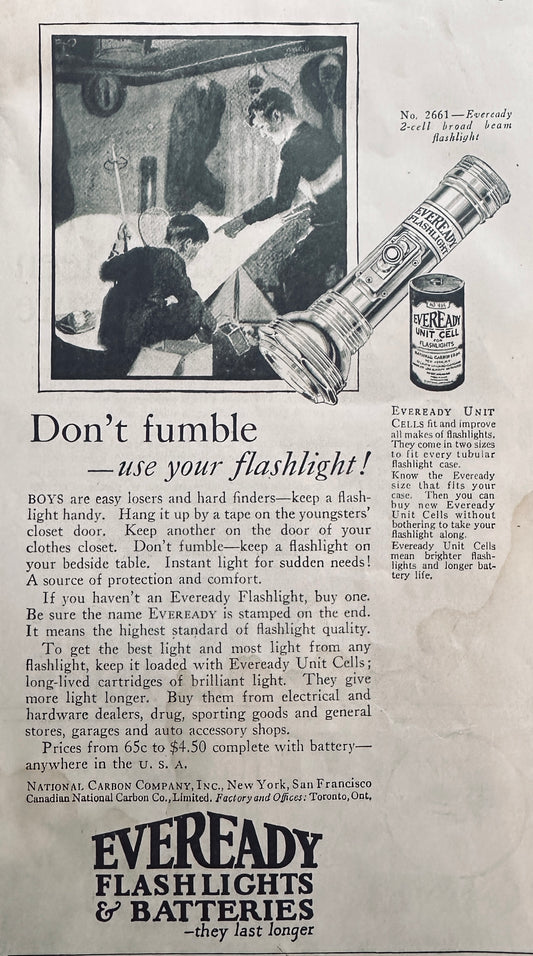 No. 2661—Eveready
2-cell broad beam
flashlight
EVEREADY
FLASHLIGHT
EVEREADY
UNIT CELL
FOR
FLASHLIGHTS
NATIONAL CARBON CO. INC.
Don't fumble
—use your flashlight!
BOYS are easy losers and hard finders—keep a flash-
light handy. Hang it up by a tape on the youngsters'
closet door. Keep another on the door of your
clothes closet. Don't fumble—keep a flashlight on
your bedside table. Instant light for sudden needs!
A source of protection and comfort.
If you haven't an Eveready Flashlight, buy one.
Be sure the name EVEREADY is stamped on the end.
It means the highest standard of flashlight quality.
To get the best light and most light from any
flashlight, keep it loaded with Eveready Unit Cells;
long-lived cartridges of brilliant light. They give
more light longer. Buy them from electrical and
hardware dealers, drug, sporting goods and general
stores, garages and auto accessory shops.
Prices from 65c to $4.50 complete with battery—
anywhere in the U. S. A.
NATIONAL CARBON COMPANY, INC., New York, San Francisco
Canadian National Carbon Co., Limited. Factory and Offices: Toronto, Ont.
EVEREADY UNIT
CELLS fit and improve
all makes of flashlights.
They come in two sizes
to fit every tubular
flashlight case.
Know the Eveready
size that fits your
case. Then you can
buy new Eveready
Unit Cells without
bothering to take your
flashlight along.
Eveready Unit Cells
mean brighter flash-
lights and longer bat-
tery life.
EVEREADY
FLASHLIGHTS
& BATTERIES
-they last longer